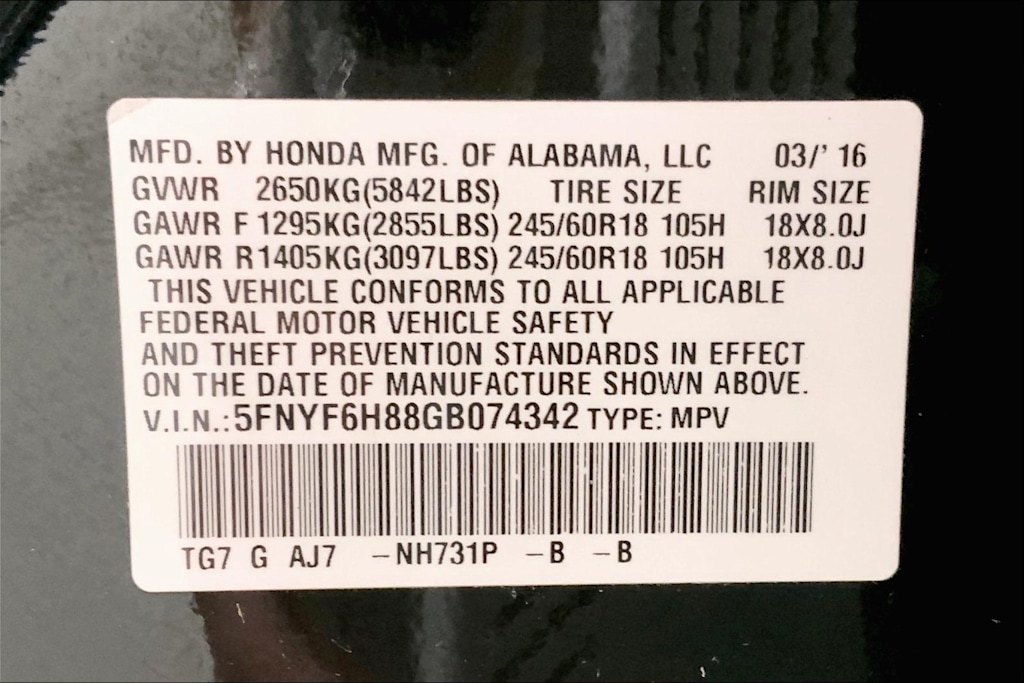 MFD. BY HONDA MFG. OF ALABAMA, LLC 03/' 16
GVWR 2650KG(5842LBS) TIRE SIZE RIM SIZE
GAWR F 1295KG(2855LBS) 245/60R18 105H 18X8.0J
GAWR R1405KG(3097LBS) 245/60R18 105H 18X8.0J
THIS VEHICLE CONFORMS TO ALL APPLICABLE
FEDERAL MOTOR VEHICLE SAFETY
AND THEFT PREVENTION STANDARDS IN EFFECT
ON THE DATE OF MANUFACTURE SHOWN ABOVE.
V.I.N.:5FNYF6H88GB074342 TYPE: MPV
TG7 G AJ7 –NH731P –B –B